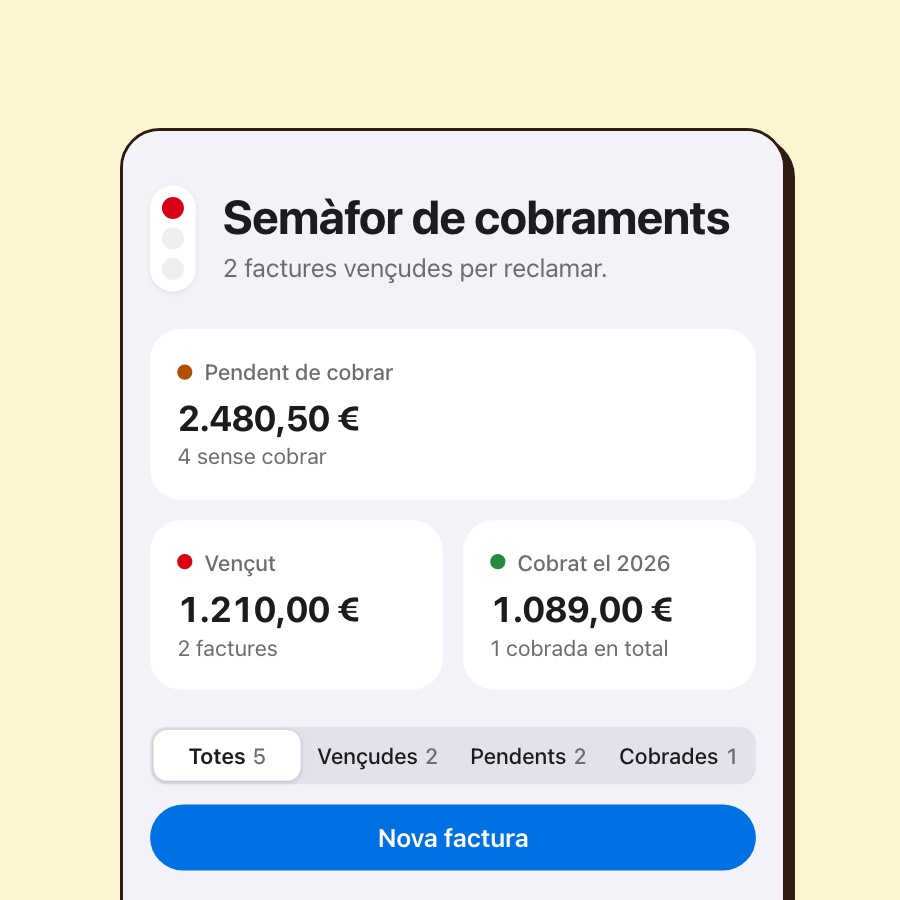 Semàfor de cobraments
2 factures vençudes per reclamar.
Pendent de cobrar
2.480,50 €
4 sense cobrar
Vençut
1.210,00 €
2 factures
Cobrat el 2026
1.089,00 €
1 cobrada en total
Totes 5 Vençudes 2 Pendents 2 Cobrades 1
Nova factura